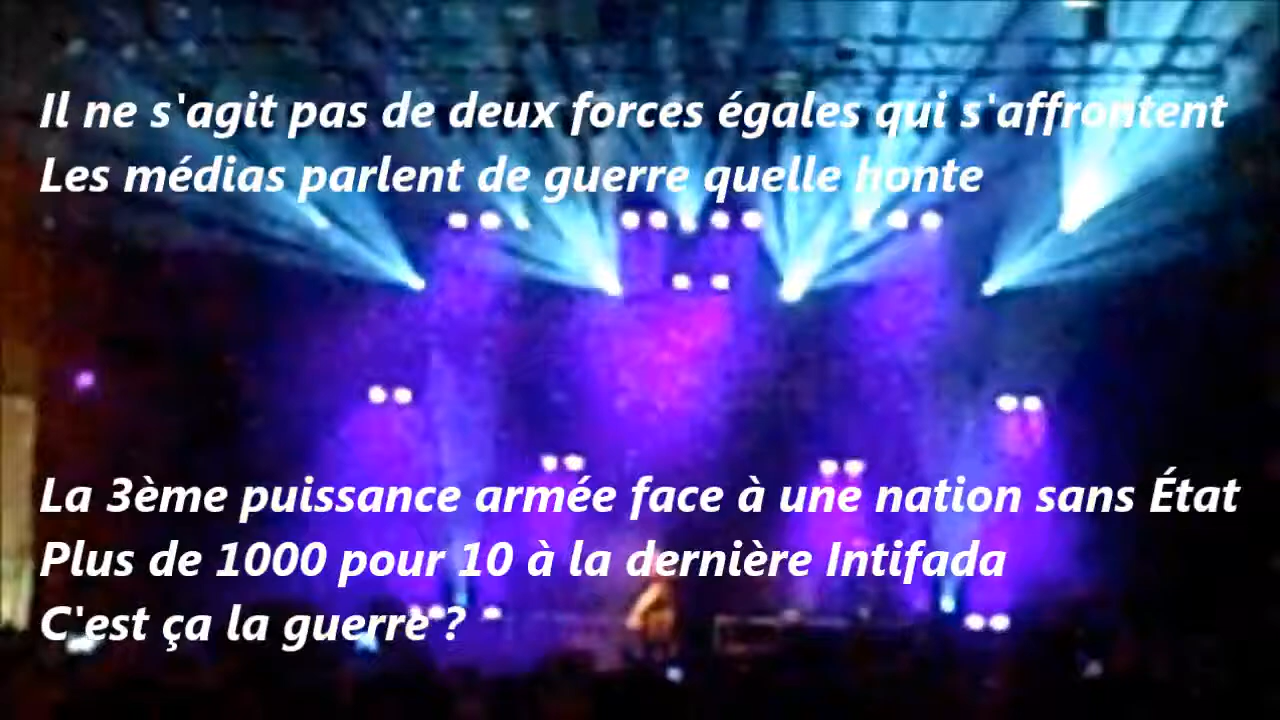 Il ne s'agit pas de deux forces égales qui s'affrontent
Les médias parlent de guerre quelle honte
La 3ème puissance armée face à une nation sans État
Plus de 1000 pour 10 à la dernière Intifada
C'est ça la guerre ?